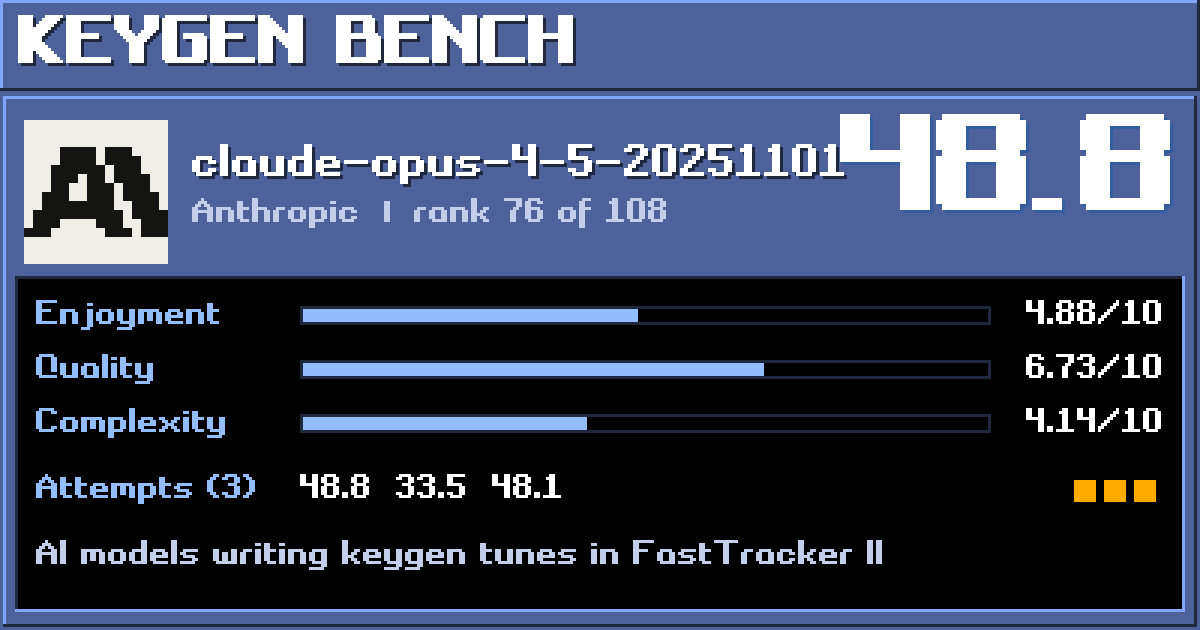 KEYGEN BENCH
claude-opus-4-5-20251101
48.8
Anthropic | rank 76 of 108
Enjoyment 4.88/10
Quality 6.73/10
Complexity 4.14/10
Attempts (3) 48.8 33.5 48.1
AI models writing keygen tunes in FastTracker II